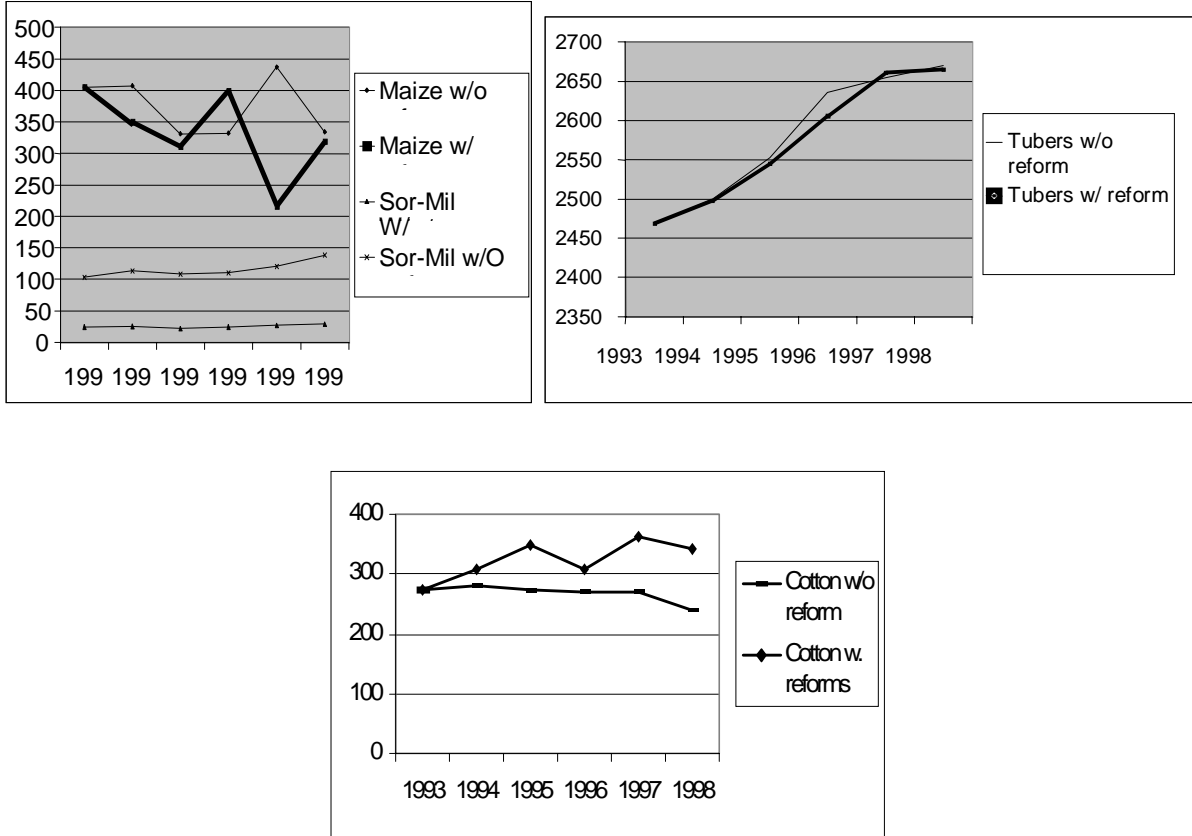 500
450
400
350
300
250
200
150
100
50
0
199 199 199 199 199 199
Maize w/o
Maize w/
Sor-Mil
W/
Sor-Mil w/O
2700
2650
2600
2550
2500
2450
2400
2350
1993 1994 1995 1996 1997 1998
Tubers w/o
reform
Tubers w/ reform
400
300
200
100
0
1993 1994 1995 1996 1997 1998
Cotton w/o
reform
Cotton w.
reforms